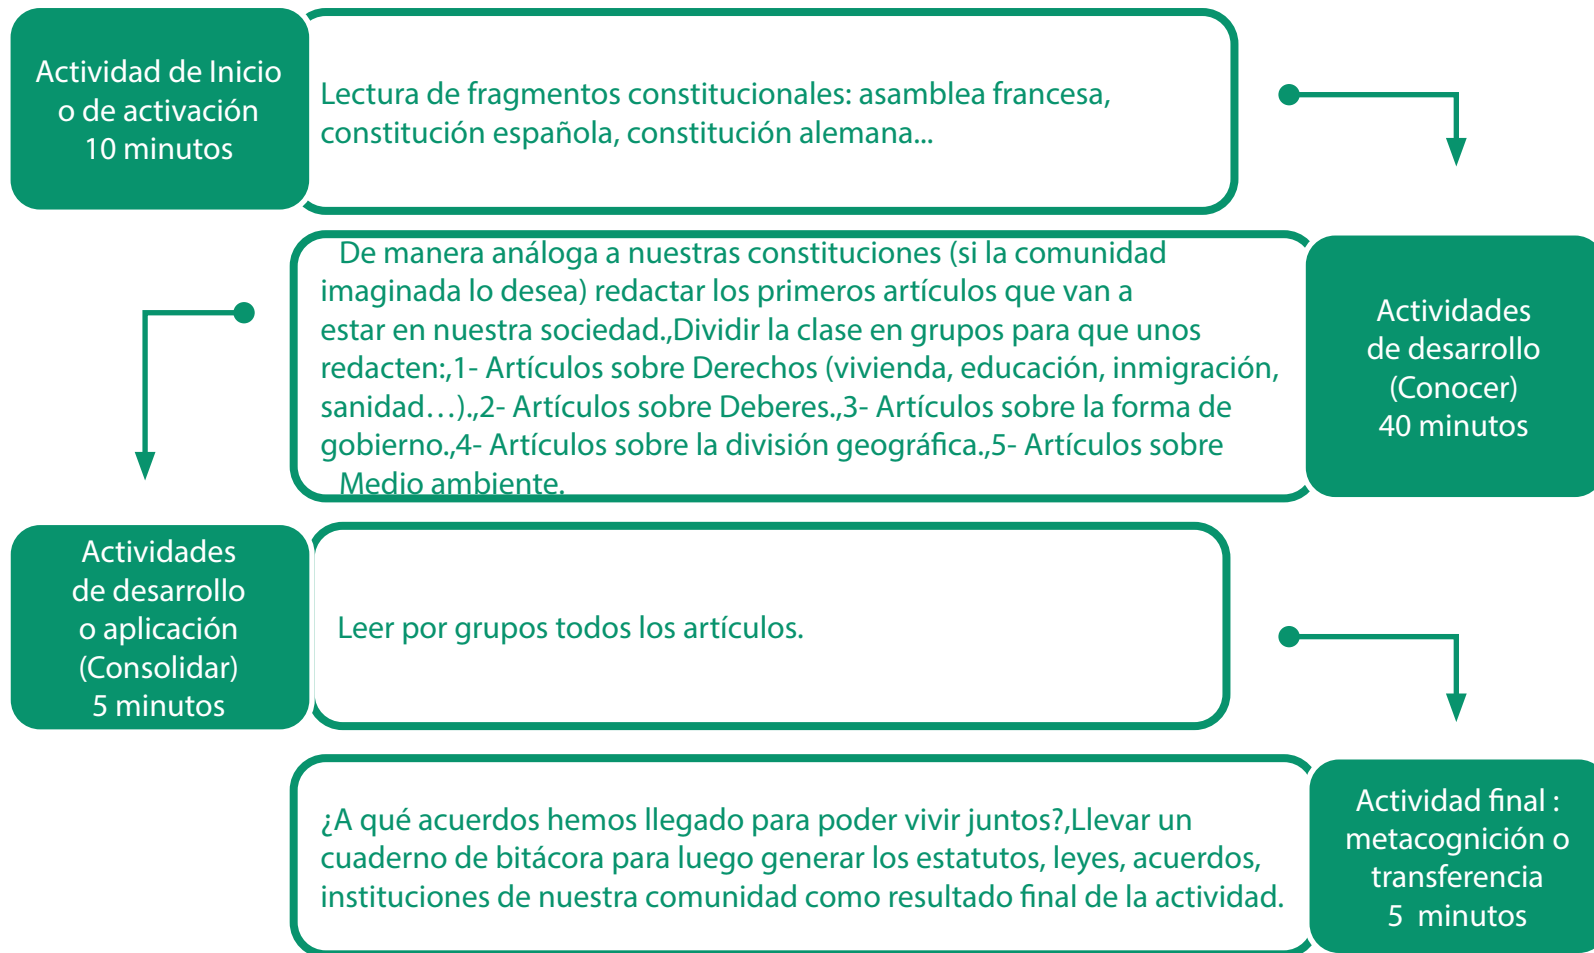 Actividad de Inicio
o de activación
10 minutos
Lectura de fragmentos constitucionales: asamblea francesa,
constitución española, constitución alemana...
De manera análoga a nuestras constituciones (si la comunidad
imaginada lo desea) redactar los primeros artículos que van a
estar en nuestra sociedad.,Dividir la clase en grupos para que unos
redacten:,1- Artículos sobre Derechos (vivienda, educación, inmigración,
sanidad…).,2- Artículos sobre Deberes.,3- Artículos sobre la forma de
gobierno.,4- Artículos sobre la división geográfica.,5- Artículos sobre
Medio ambiente.
Actividades
de desarrollo
(Conocer)
40 minutos
Actividades
de desarrollo
o aplicación
(Consolidar)
5 minutos
Leer por grupos todos los artículos.
¿A qué acuerdos hemos llegado para poder vivir juntos?,Llevar un
cuaderno de bitácora para luego generar los estatutos, leyes, acuerdos,
instituciones de nuestra comunidad como resultado final de la actividad.
Actividad final :
metacognición o
transferencia
5 minutos